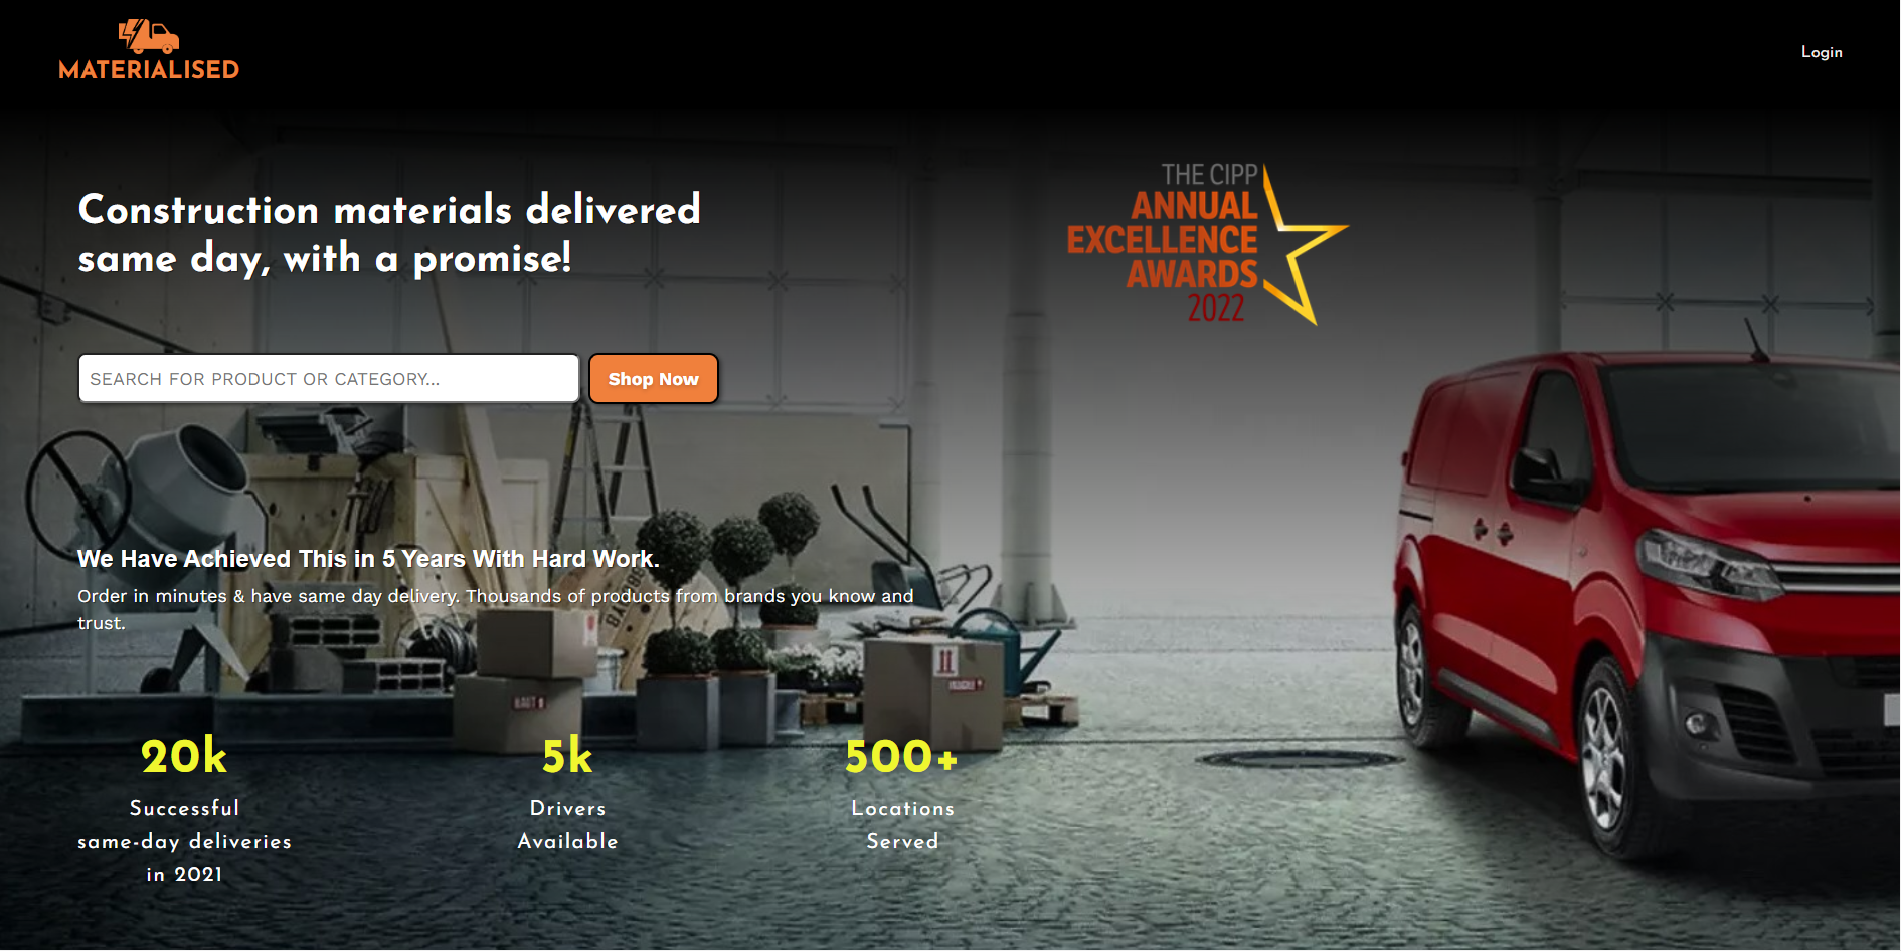 MATERIALISED
Login
Construction materials delivered
same day, with a promise!
THE CIPP
ANNUAL
EXCELLENCE
AWARDS
2022
SEARCH FOR PRODUCT OR CATEGORY...
Shop Now
We Have Achieved This in 5 Years With Hard Work.
Order in minutes & have same day delivery. Thousands of products from brands you know and
trust.
20k
Successful
same-day deliveries
in 2021
5k
Drivers
Available
500+
Locations
Served